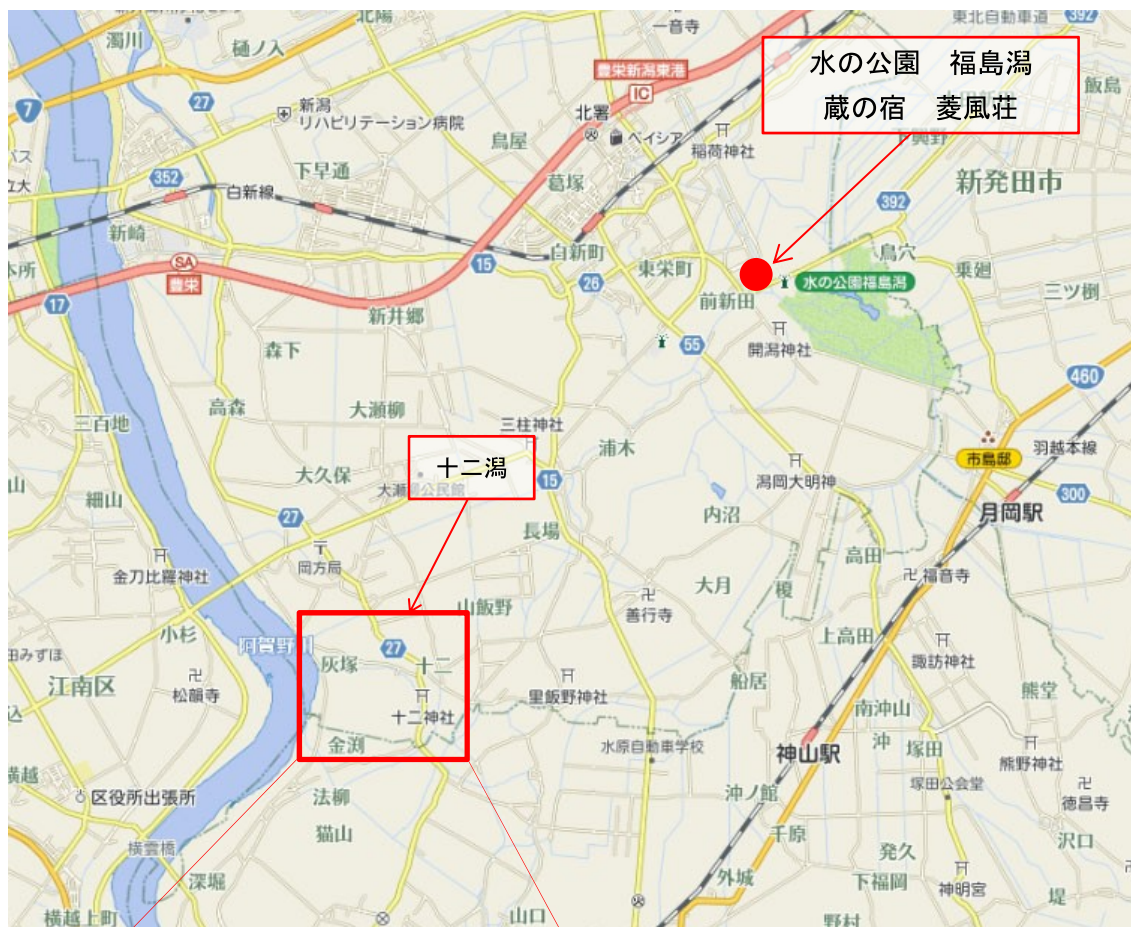 北陽
一音寺
東北自動車道
392
濁川
樋ノ入
水の公園 福島潟
蔵の宿 菱風荘
豊栄新潟東港
IC
飯島
7
27
新潟
リハビリテーション病院
北署
ベイシア
鳥屋
稲荷神社
下興野
バス
立大
352
下早通
葛塚
新発田市
白新線
392
新崎
白新町
鳥穴
本所
SA
豊栄
15
東栄町
乗廻
26
水の公園福島潟
三ツ椡
17
新井郷
前新田
森下
55
開潟神社
460
高森
大瀬柳
三百地
三柱神社
浦木
羽越本線
十二潟
市島邸
山
大久保
大瀬柳公民館
15
潟岡大明神
細山
300
内沼
月岡駅
27
長場
岡方局
高田
金刀比羅神社
大月
榎
福音寺
山飯野
善行寺
小杉
阿賀野川
27
上高田
田みずほ
灰塚
十二
諏訪神社
江南区
松韻寺
里飯野神社
船居
熊堂
込
十二神社
南沖山
金渕
水原自動車学校
神山駅
沖
塚田
横越
熊野神社
区役所出張所
法柳
沖ノ館
塚田公会堂
徳昌寺
猫山
千原
沢口
横雲橋
発久
深堀
外城
下福岡
神明宮
堤
横越上町
山口
野村